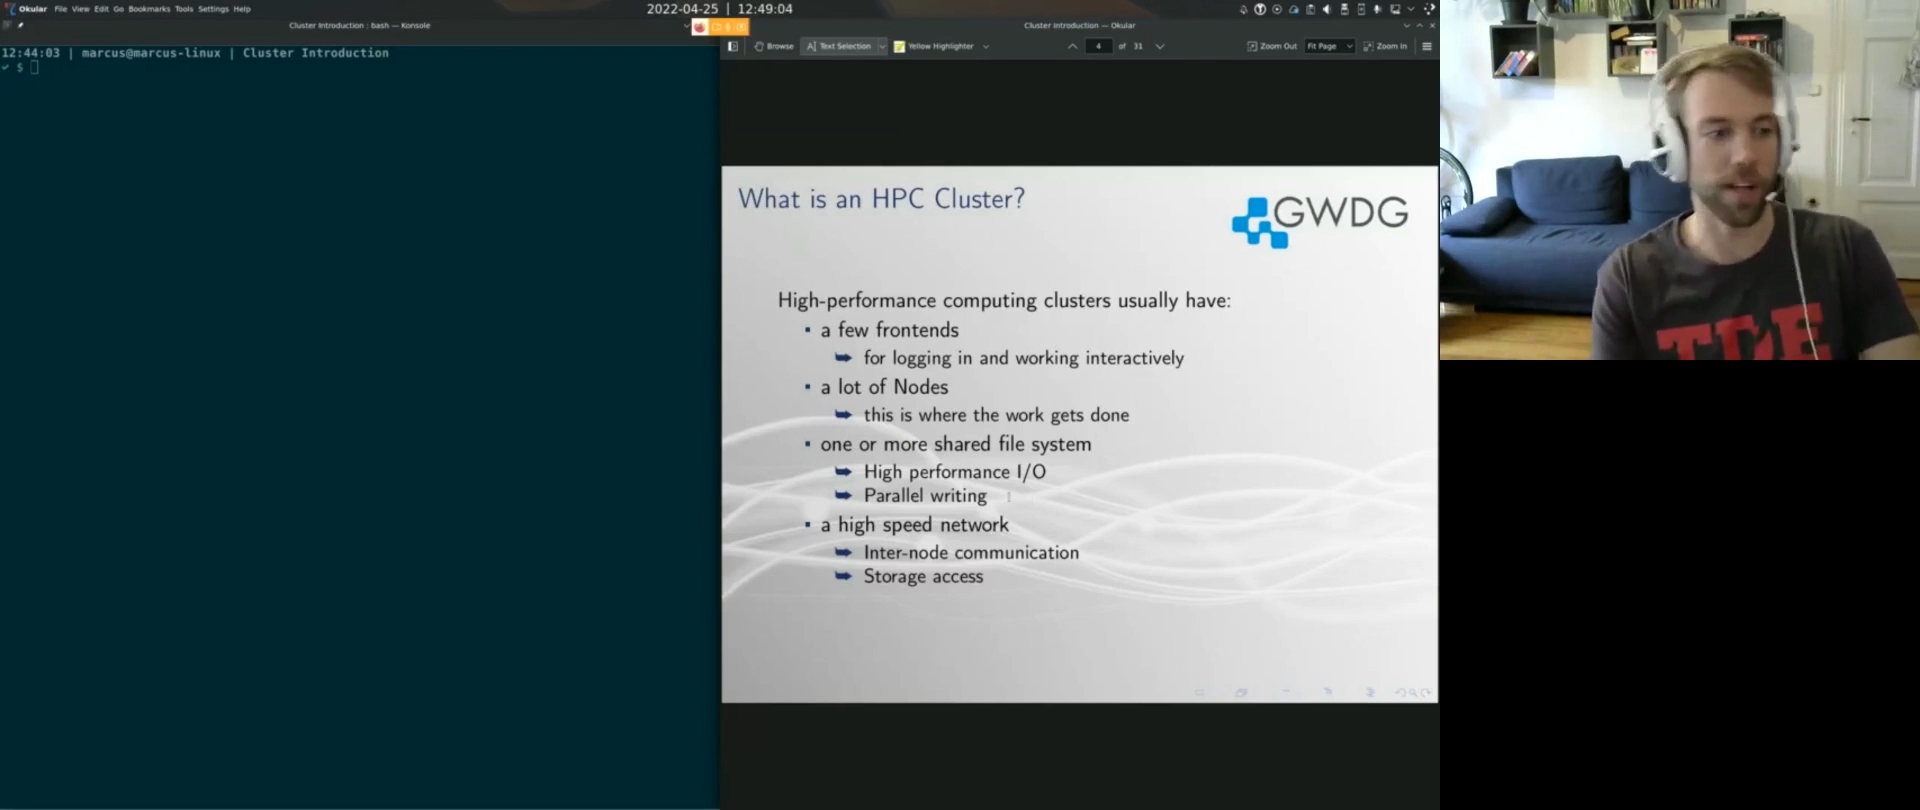 Okular File View Edit Go Bookmarks Tools Settings Help
2022-04-25 | 12:49:04
Cluster Introduction : bash — Konsole
12:44:03 | marcus@marcus-linux | Cluster Introduction
$
Cluster Introduction — Okular
Browse Text Selection Yellow Highlighter 4 of 31 Zoom Out Fit Page Zoom In
What is an HPC Cluster?
GWDG
High-performance computing clusters usually have:
a few frontends
for logging in and working interactively
a lot of Nodes
this is where the work gets done
one or more shared file system
High performance I/O
Parallel writing
a high speed network
Inter-node communication
Storage access